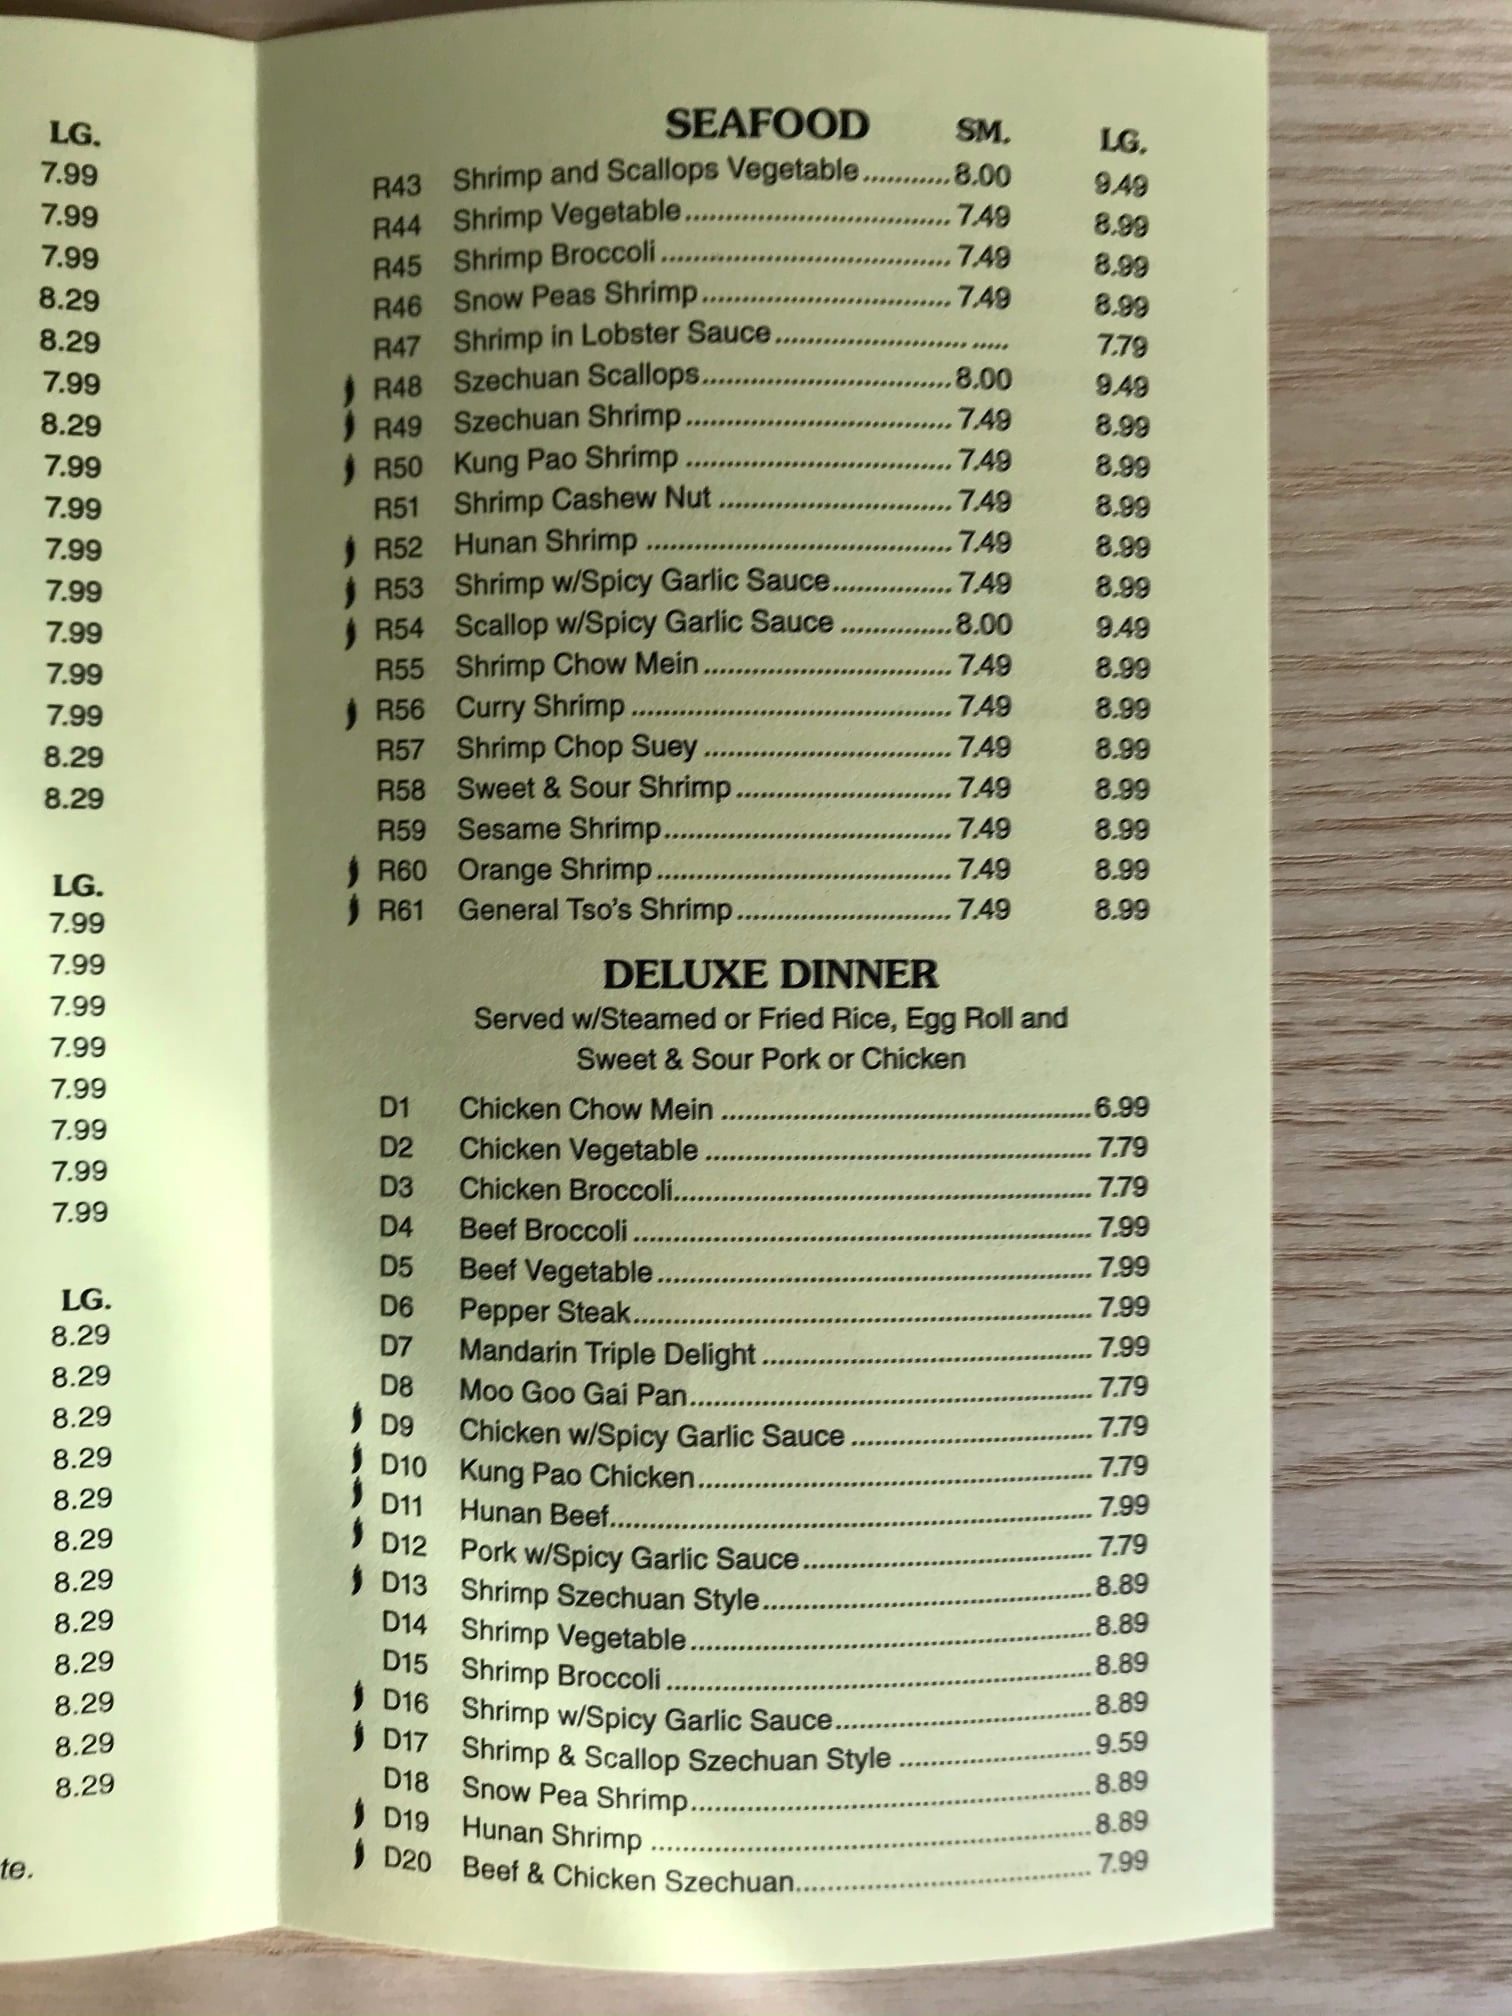 LG.
7.99
7.99
7.99
8.29
8.29
7.99
8.29
7.99
7.99
7.99
7.99
7.99
7.99
7.99
8.29
8.29
LG.
7.99
7.99
7.99
7.99
7.99
7.99
7.99
7.99
LG.
8.29
8.29
8.29
8.29
8.29
8.29
8.29
8.29
8.29
8.29
8.29
8.29
te.
SEAFOOD SM. LG.
R43 Shrimp and Scallops Vegetable...........8.00 9.49
R44 Shrimp Vegetable................................ 7.49 8.99
R45 Shrimp Broccoli................................... 7.49 8.99
R46 Snow Peas Shrimp.............................. 7.49 8.99
R47 Shrimp in Lobster Sauce....................... ..... 7.79
R48 Szechuan Scallops..............................8.00 9.49
R49 Szechuan Shrimp................................ 7.49 8.99
R50 Kung Pao Shrimp ................................ 7.49 8.99
R51 Shrimp Cashew Nut ............................ 7.49 8.99
R52 Hunan Shrimp ..................................... 7.49 8.99
R53 Shrimp w/Spicy Garlic Sauce............... 7.49 8.99
R54 Scallop w/Spicy Garlic Sauce ..............8.00 9.49
R55 Shrimp Chow Mein.............................. 7.49 8.99
R56 Curry Shrimp ....................................... 7.49 8.99
R57 Shrimp Chop Suey .............................. 7.49 8.99
R58 Sweet & Sour Shrimp.......................... 7.49 8.99
R59 Sesame Shrimp................................... 7.49 8.99
R60 Orange Shrimp.................................... 7.49 8.99
R61 General Tso's Shrimp.......................... 7.49 8.99
DELUXE DINNER
Served w/Steamed or Fried Rice, Egg Roll and
Sweet & Sour Pork or Chicken
D1 Chicken Chow Mein .............................................6.99
D2 Chicken Vegetable ............................................... 7.79
D3 Chicken Broccoli................................................... 7.79
D4 Beef Broccoli........................................................ 7.99
D5 Beef Vegetable..................................................... 7.99
D6 Pepper Steak........................................................ 7.99
D7 Mandarin Triple Delight ........................................ 7.99
D8 Moo Goo Gai Pan................................................. 7.79
D9 Chicken w/Spicy Garlic Sauce ............................. 7.79
D10 Kung Pao Chicken................................................ 7.79
D11 Hunan Beef........................................................... 7.99
D12 Pork w/Spicy Garlic Sauce................................... 7.79
D13 Shrimp Szechuan Style........................................8.89
D14 Shrimp Vegetable.................................................8.89
D15 Shrimp Broccoli....................................................8.89
D16 Shrimp w/Spicy Garlic Sauce...............................8.89
D17 Shrimp & Scallop Szechuan Style ....................... 9.59
D18 Snow Pea Shrimp................................................. 8.89
D19 Hunan Shrimp ......................................................8.89
D20 Beef & Chicken Szechuan.................................... 7.99